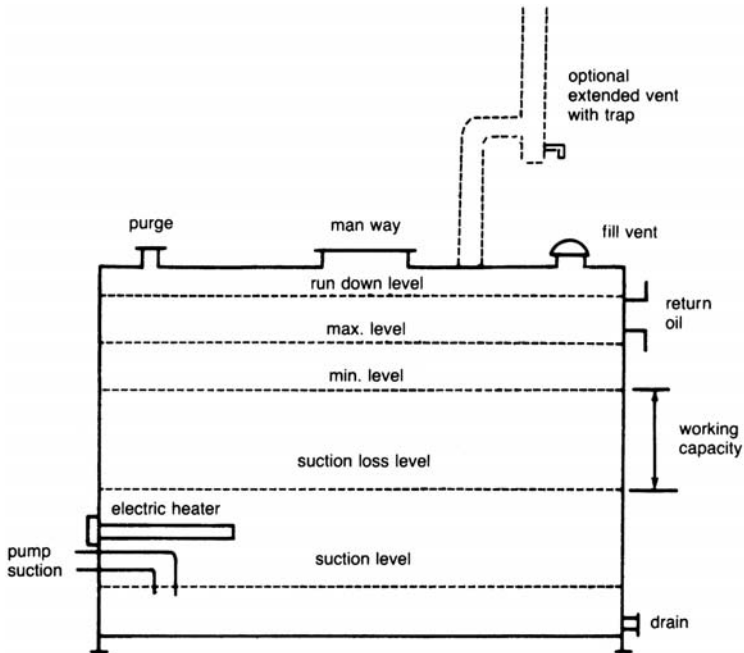 optional
extended vent
with trap
purge
man way
fill vent
run down level
return
oil
max. level
min. level
working
capacity
suction loss level
electric heater
pump
suction
suction level
drain